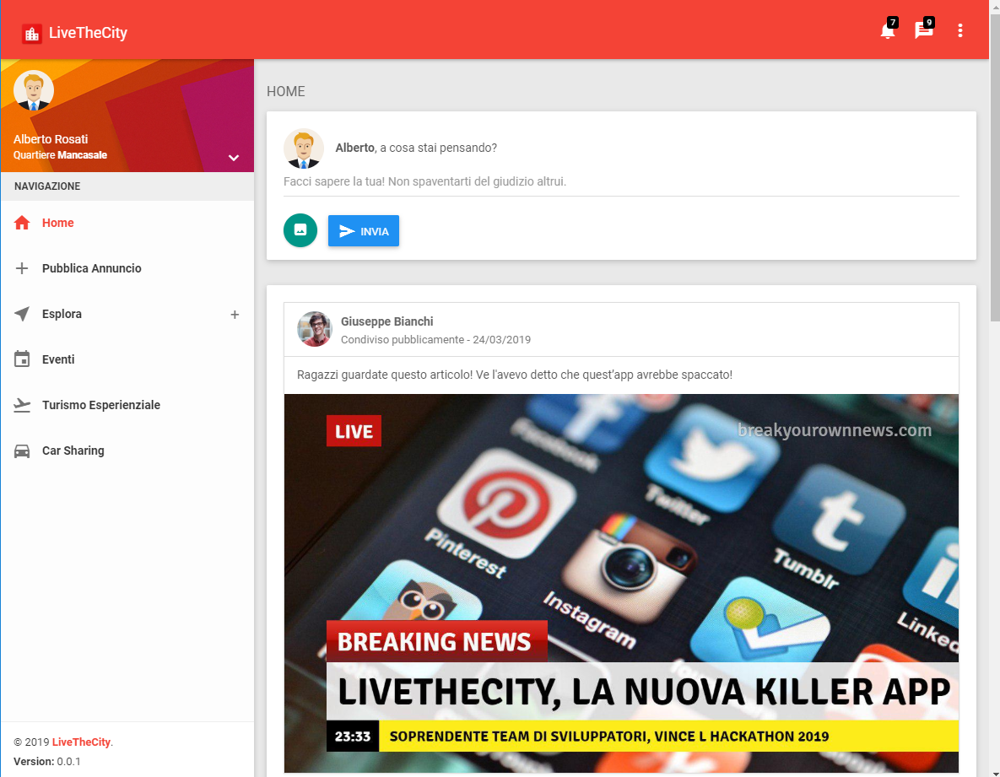 LiveTheCity
7
9
Alberto Rosati
Quartiere Mancasale
NAVIGAZIONE
Home
Pubblica Annuncio
Esplora
Eventi
Turismo Esperienziale
Car Sharing
© 2019 LiveTheCity.
Version: 0.0.1
HOME
Alberto, a cosa stai pensando?
Facci sapere la tua! Non spaventarti del giudizio altrui.
INVIA
Giuseppe Bianchi
Condiviso pubblicamente - 24/03/2019
Ragazzi guardate questo articolo! Ve l'avevo detto che quest'app avrebbe spaccato!
LIVE
breakyourownnews.com
Facebook
Twitter
Pinterest
Tumblr
Instagram
Linked
BREAKING NEWS
LIVETHECITY, LA NUOVA KILLER APP
23:33 SOPRENDENTE TEAM DI SVILUPPATORI, VINCE L HACKATHON 2019